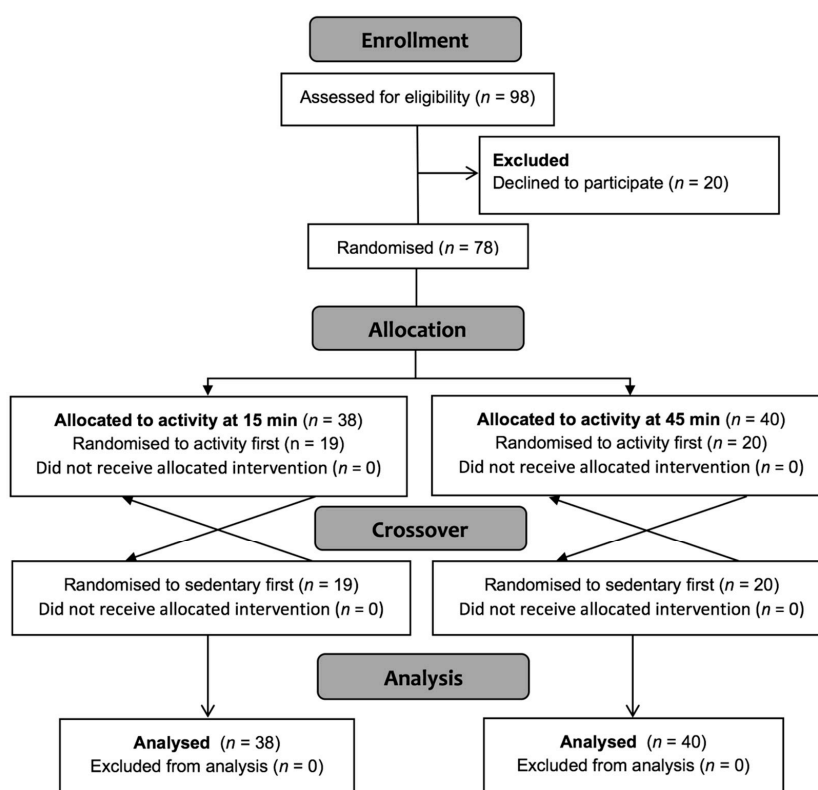 Enrollment
Assessed for eligibility (n = 98)
Excluded
Declined to participate (n = 20)
Randomised (n = 78)
Allocation
Allocated to activity at 15 min (n = 38)
Randomised to activity first (n = 19)
Did not receive allocated intervention (n = 0)
Allocated to activity at 45 min (n = 40)
Randomised to activity first (n = 20)
Did not receive allocated intervention (n = 0)
Crossover
Randomised to sedentary first (n = 19)
Did not receive allocated intervention (n = 0)
Randomised to sedentary first (n = 20)
Did not receive allocated intervention (n = 0)
Analysis
Analysed (n = 38)
Excluded from analysis (n = 0)
Analysed (n = 40)
Excluded from analysis (n = 0)